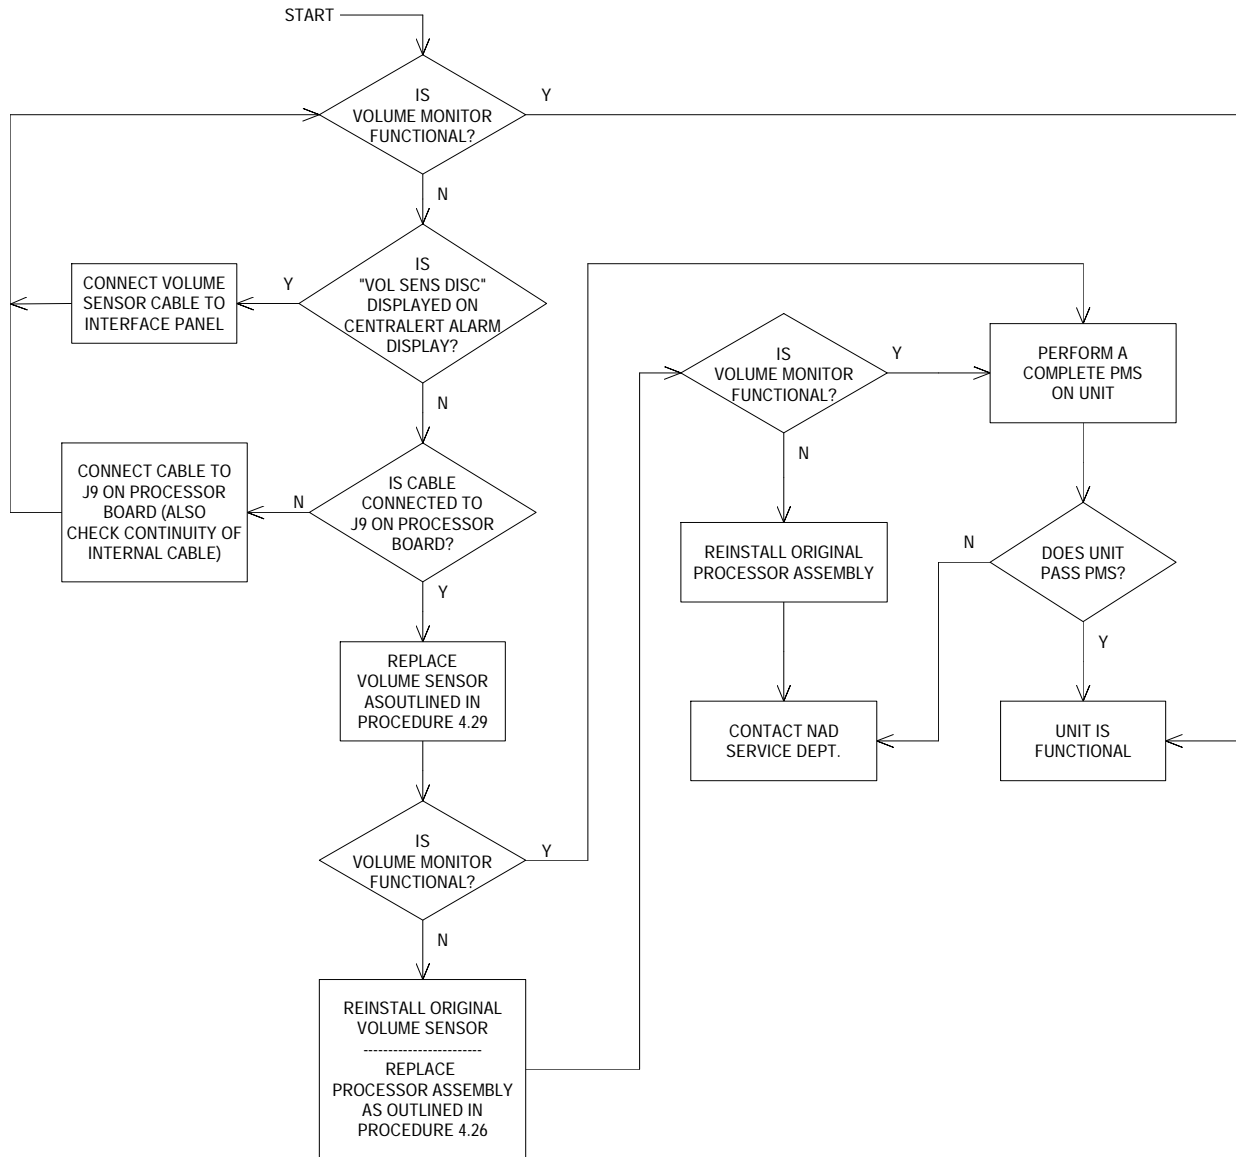 START
IS
VOLUME MONITOR
FUNCTIONAL?
Y
N
IS
"VOL SENS DISC"
DISPLAYED ON
CENTRALERT ALARM
DISPLAY?
Y
CONNECT VOLUME
SENSOR CABLE TO
INTERFACE PANEL
N
IS CABLE
CONNECTED TO
J9 ON PROCESSOR
BOARD?
N
CONNECT CABLE TO
J9 ON PROCESSOR
BOARD (ALSO
CHECK CONTINUITY OF
INTERNAL CABLE)
Y
REPLACE
VOLUME SENSOR
ASOUTLINED IN
PROCEDURE 4.29
IS
VOLUME MONITOR
FUNCTIONAL?
Y
N
REINSTALL ORIGINAL
VOLUME SENSOR
------------------------
REPLACE
PROCESSOR ASSEMBLY
AS OUTLINED IN
PROCEDURE 4.26
IS
VOLUME MONITOR
FUNCTIONAL?
Y
N
REINSTALL ORIGINAL
PROCESSOR ASSEMBLY
CONTACT NAD
SERVICE DEPT.
PERFORM A
COMPLETE PMS
ON UNIT
DOES UNIT
PASS PMS?
N
Y
UNIT IS
FUNCTIONAL